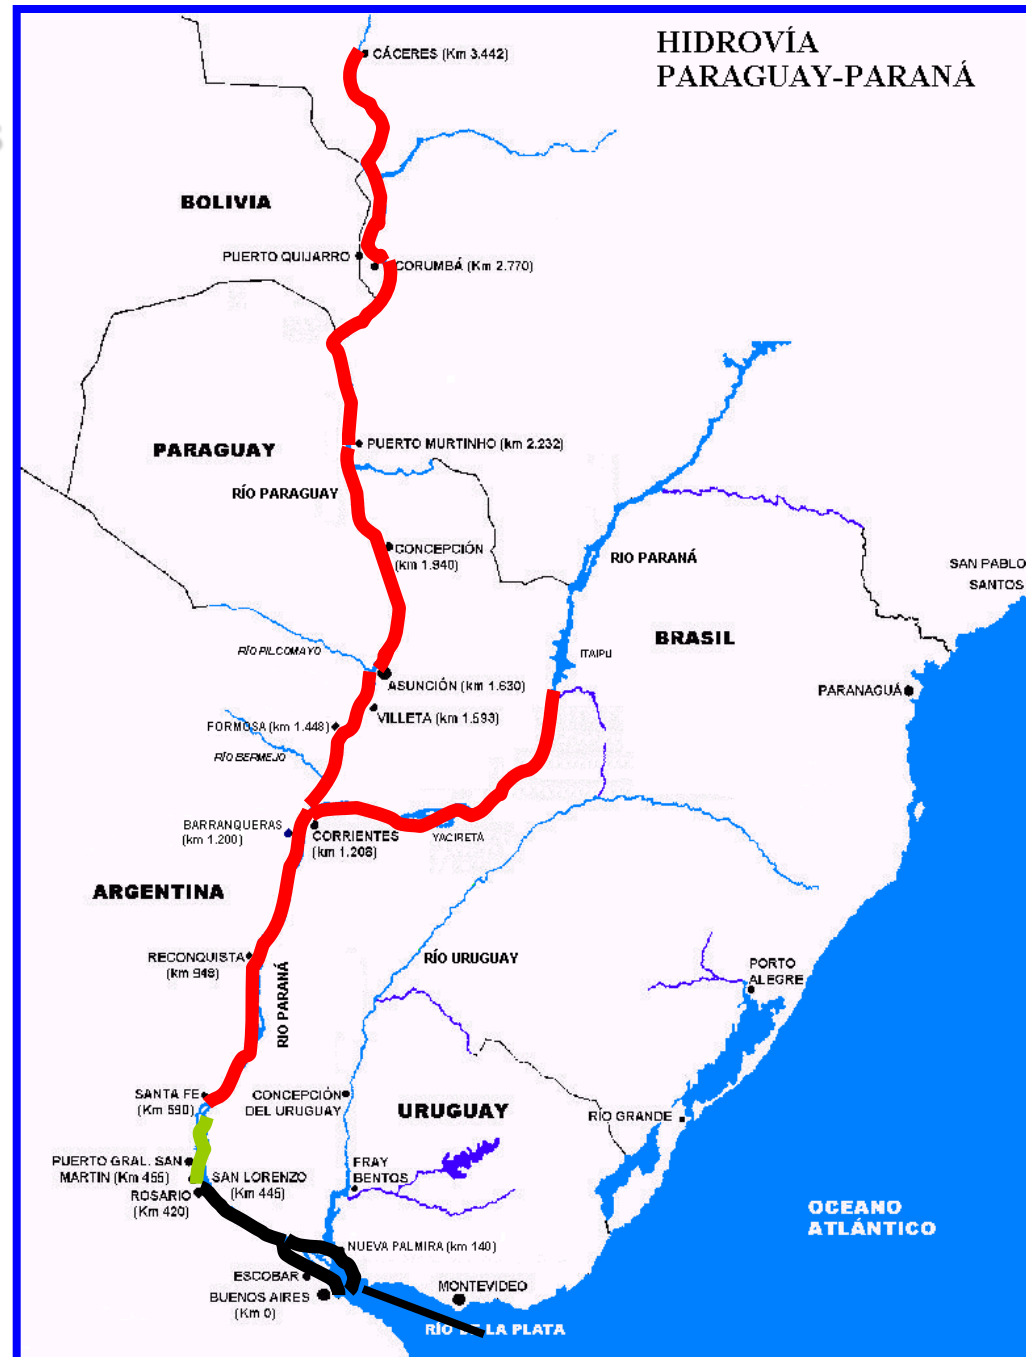 HIDROVÍA
PARAGUAY-PARANÁ
CÁCERES (Km 3.442)
BOLIVIA
PUERTO QUIJARRO
CORUMBÁ (Km 2.770)
PARAGUAY
PUERTO MURTINHO (km 2.232)
RÍO PARAGUAY
CONCEPCIÓN
(km 1.940)
RIO PARANÁ
SAN PABLO
SANTOS
BRASIL
RÍO PILCOMAYO
ITAIPU
ASUNCIÓN (km 1.630)
PARANAGUÁ
VILLETA (km 1.593)
FORMOSA (km 1.448)
RÍO BERMEJO
BARRANQUERAS
(km 1.200)
CORRIENTES
(km 1.208)
YACIRETA
ARGENTINA
RECONQUISTA
(km 948)
RIO PARANÁ
RÍO URUGUAY
PORTO
ALEGRE
SANTA FE
(Km 590)
CONCEPCIÓN
DEL URUGUAY
URUGUAY
RÍO GRANDE
PUERTO GRAL. SAN
MARTIN (Km 455)
SAN LORENZO
(Km 445)
ROSARIO
(Km 420)
FRAY
BENTOS
OCEANO
ATLÁNTICO
NUEVA PALMIRA (km 140)
ESCOBAR
BUENOS AIRES
(Km 0)
MONTEVIDEO
RÍO DE LA PLATA